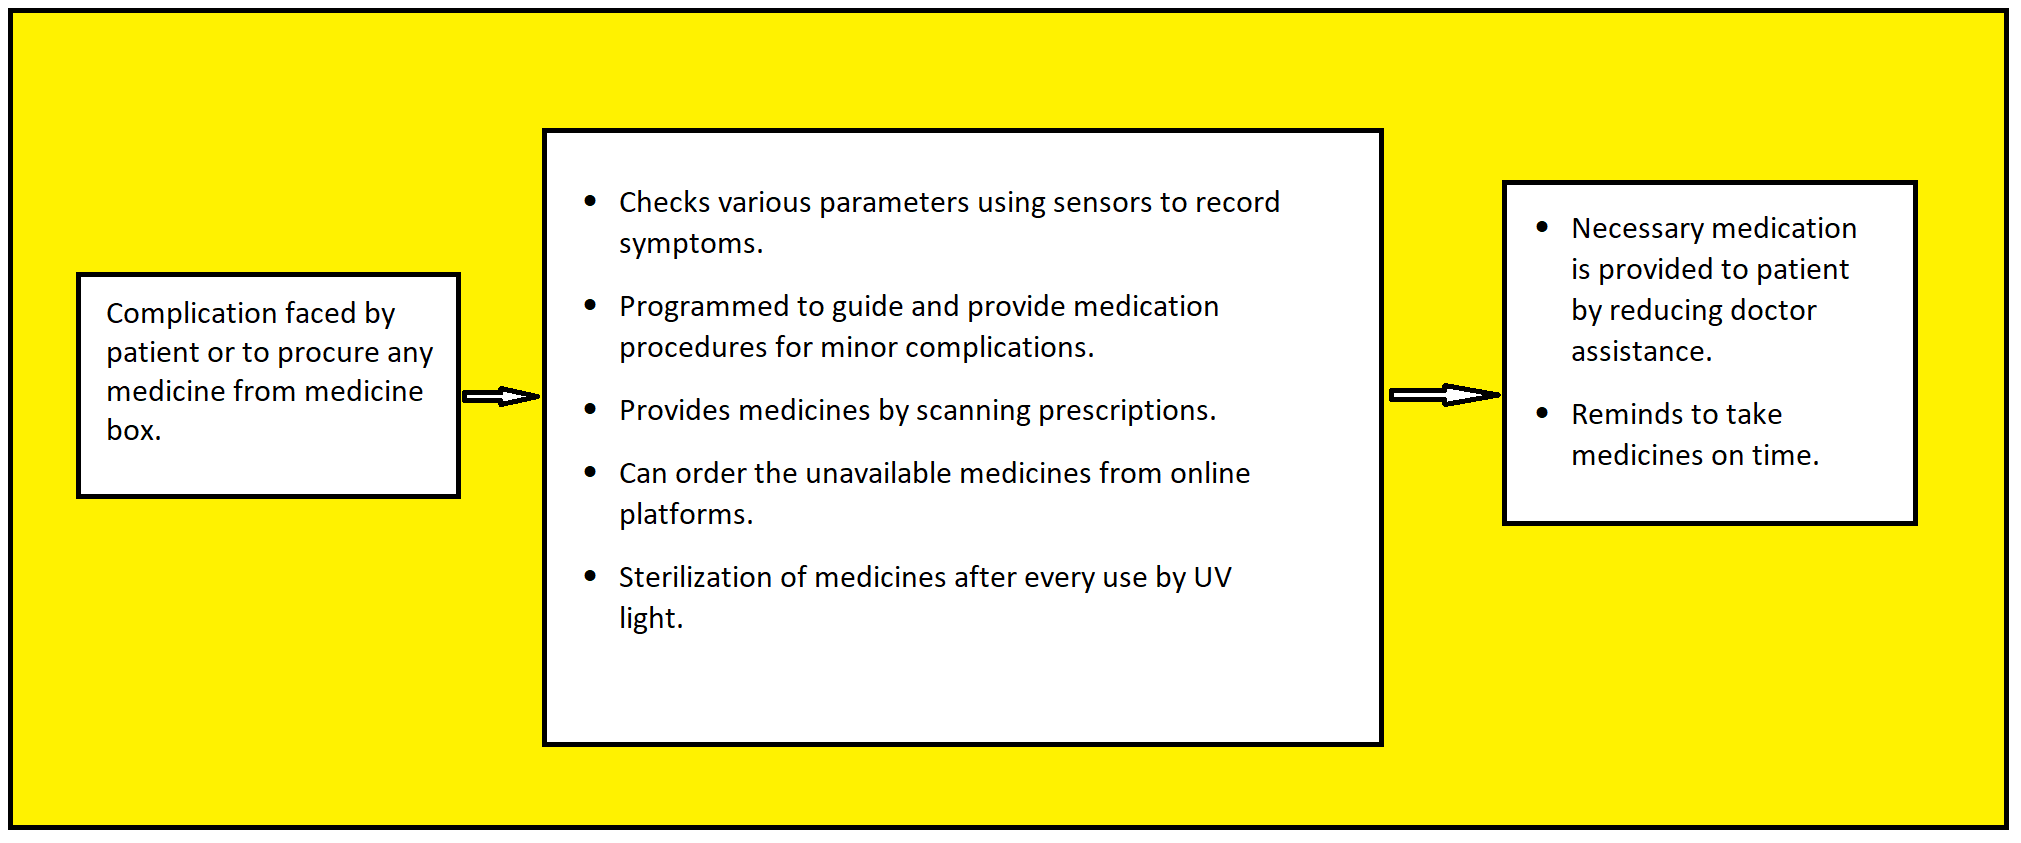 Complication faced by
patient or to procure any
medicine from medicine
box.
• Checks various parameters using sensors to record
symptoms.
• Programmed to guide and provide medication
procedures for minor complications.
• Provides medicines by scanning prescriptions.
• Can order the unavailable medicines from online
platforms.
• Sterilization of medicines after every use by UV
light.
• Necessary medication
is provided to patient
by reducing doctor
assistance.
• Reminds to take
medicines on time.